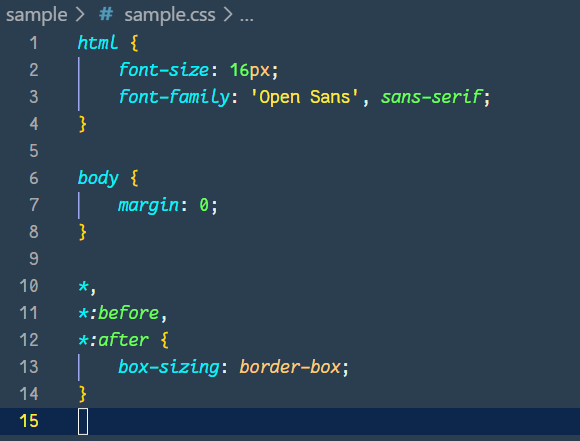 sample > # sample.css > ...
1 html {
2     font-size: 16px;
3     font-family: 'Open Sans', sans-serif;
4 }
5
6 body {
7     margin: 0;
8 }
9
10 *,
11 *:before,
12 *:after {
13     box-sizing: border-box;
14 }
15